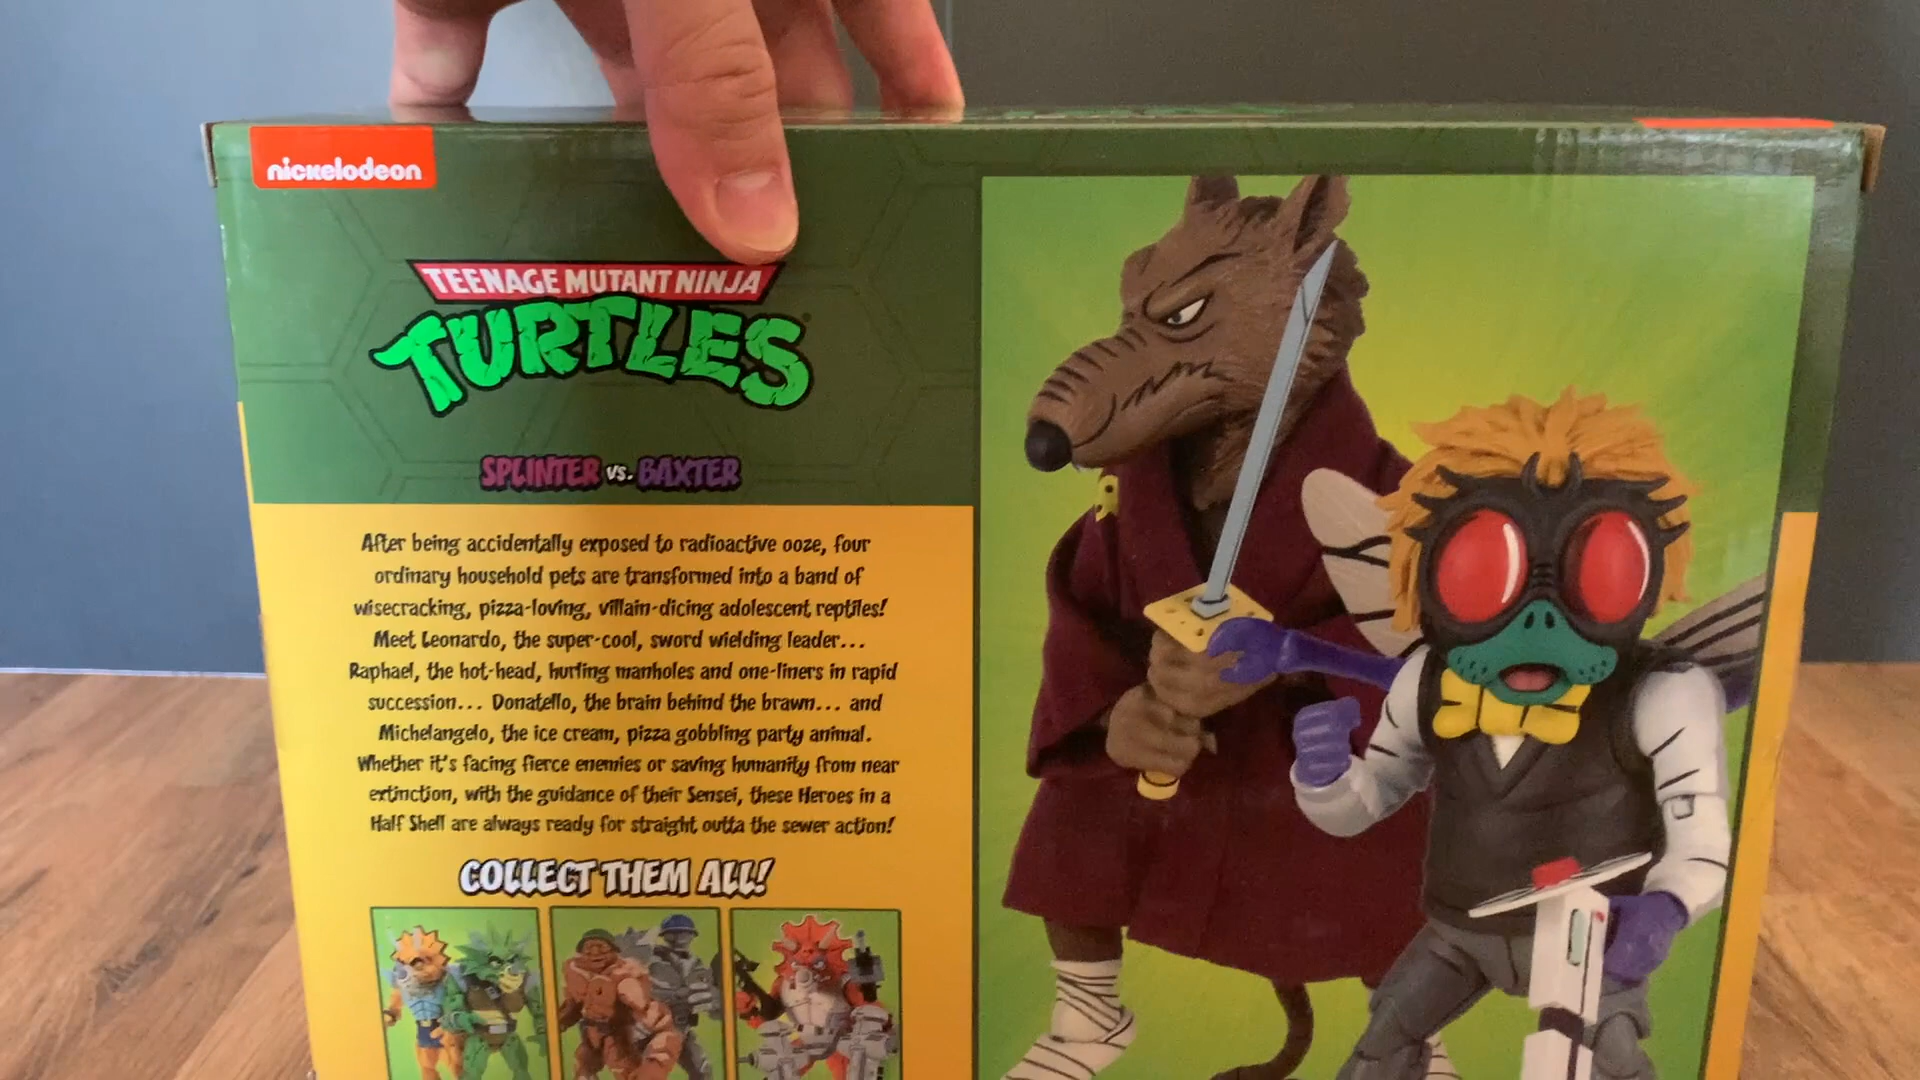 nickelodeon
TEENAGE MUTANT NINJA
TURTLES
SPLINTER vs. BAXTER
After being accidentally exposed to radioactive ooze, four
ordinary household pets are transformed into a band of
wisecracking, pizza-loving, villain-dicing adolescent reptiles!
Meet Leonardo, the super-cool, sword wielding leader...
Raphael, the hot-head, hurling manholes and one-liners in rapid
succession... Donatello, the brain behind the brawn... and
Michelangelo, the ice cream, pizza gobbling party animal.
Whether it's facing fierce enemies or saving humanity from near
extinction, with the guidance of their Sensei, these Heroes in a
Half Shell are always ready for straight outta the sewer action!
COLLECT THEM ALL!